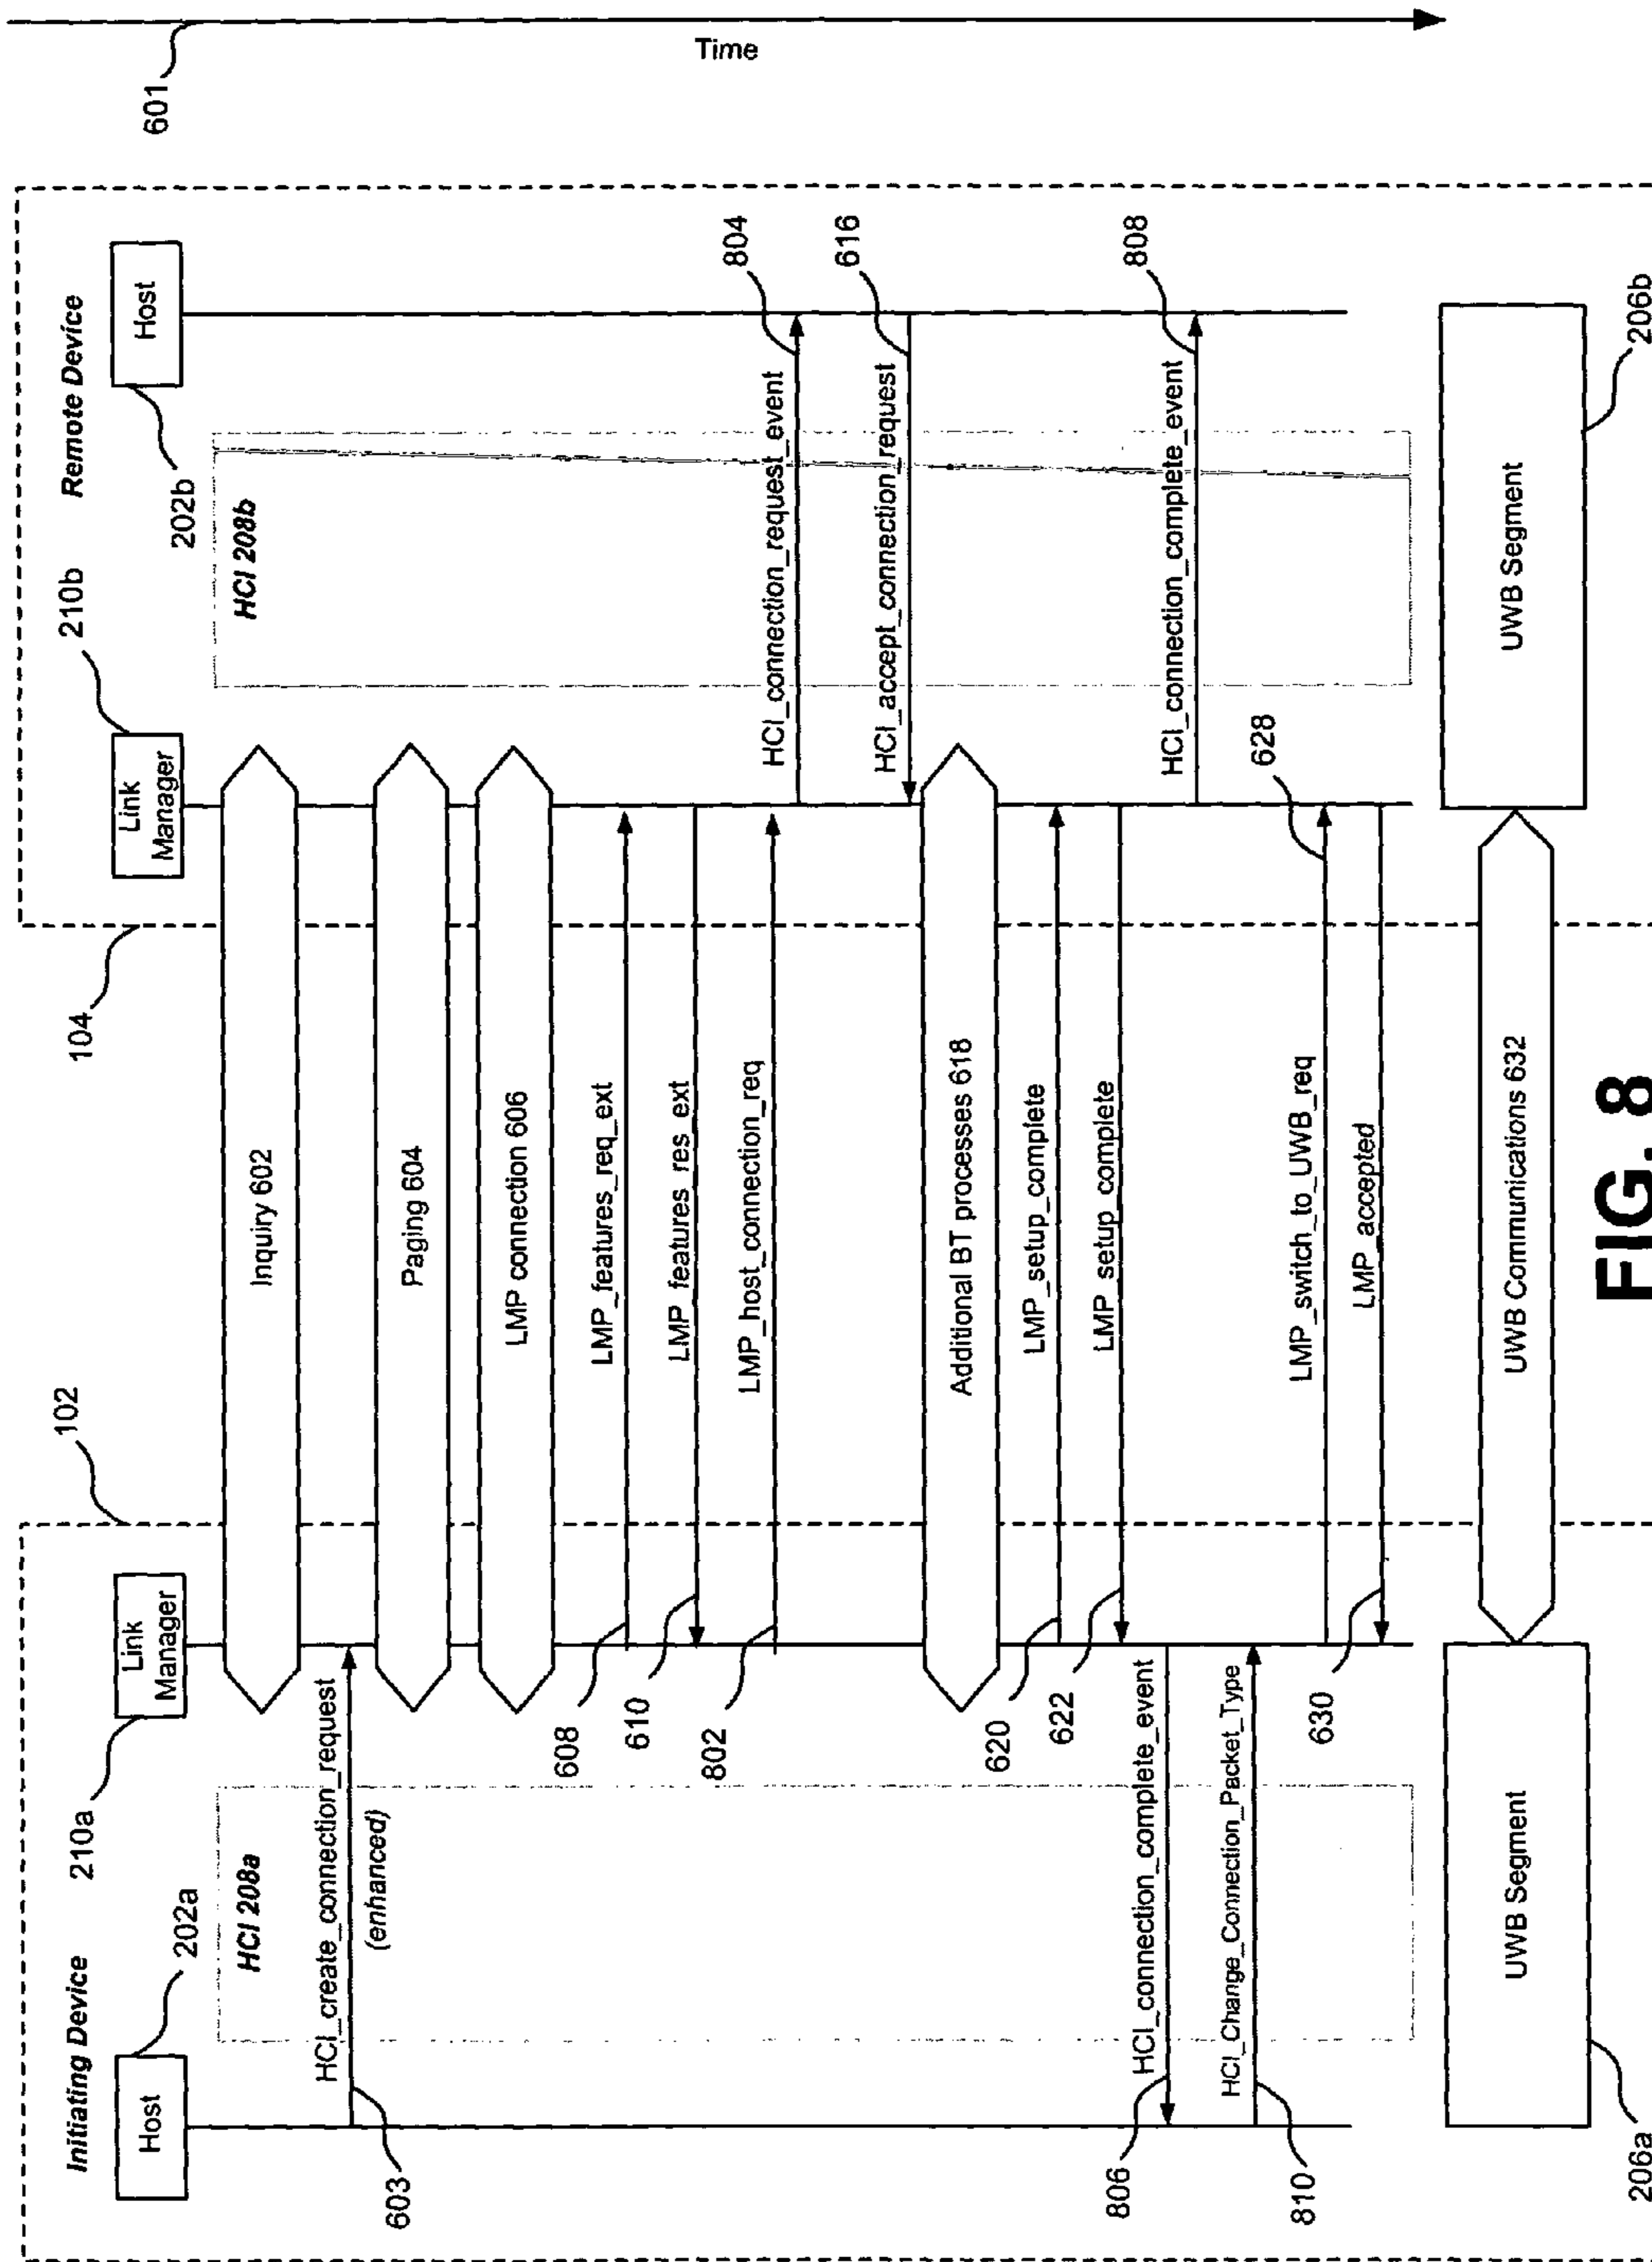 601
Time
102
104
Initiating Device
Remote Device
202a
210a
210b
202b
Host
Link
Manager
Link
Manager
Host
HCI 208a
HCI 208b
Inquiry 602
HCI_create_connection_request
(enhanced)
603
Paging 604
LMP connection 606
LMP_features_req_ext
608
LMP_features_res_ext
610
LMP_host_connection_req
802
HCI_connection_request_event
804
HCI_accept_connection_request
616
Additional BT processes 618
LMP_setup_complete
620
LMP_setup_complete
622
HCI_connection_complete_event
806
HCI_connection_complete_event
808
HCI_Change_Connection_Packet_Type
810
LMP_switch_to_UWB_req
628
LMP_accepted
630
UWB Segment
UWB Communications 632
UWB Segment
206a
206b
FIG. 8